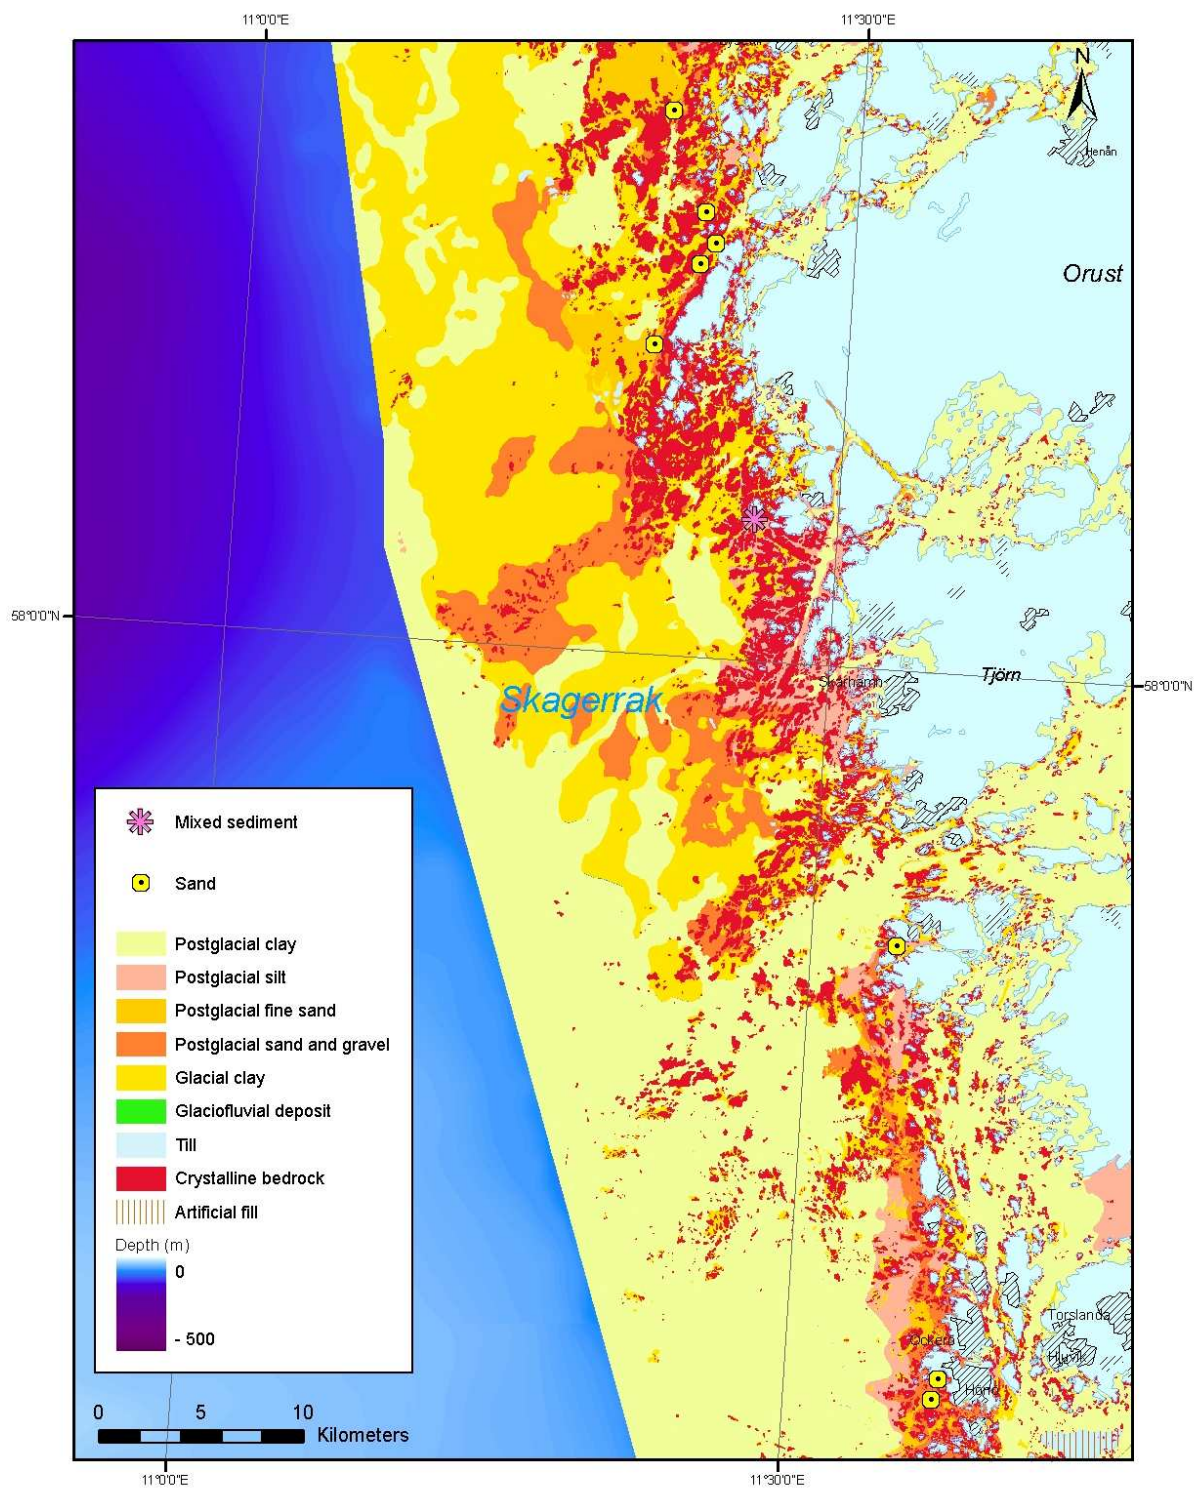 11°0'0"E
11°30'0"E
N
Henån
Orust
58°0'0"N
Tjörn
Skärhamn
58°0'0"N
Skagerrak
Mixed sediment
Sand
Postglacial clay
Postglacial silt
Postglacial fine sand
Postglacial sand and gravel
Glacial clay
Glaciofluvial deposit
Till
Crystalline bedrock
Artificial fill
Depth (m)
0
- 500
Torslanda
Öckerö
Hjuvik
Hönö
0 5 10
Kilometers
11°0'0"E
11°30'0"E